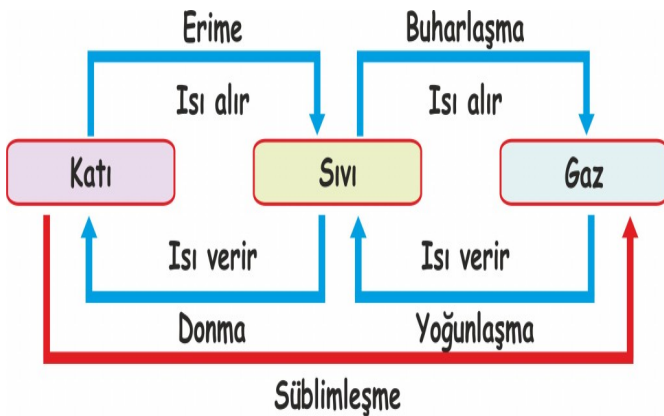 Erime
Buharlaşma
Isı alır
Isı alır
Katı
Sıvı
Gaz
Isı verir
Isı verir
Donma
Yoğunlaşma
Süblimleşme